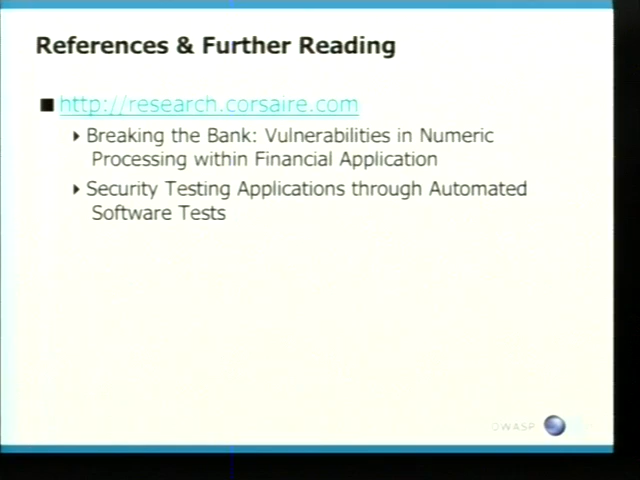 References & Further Reading
http://research.corsaire.com
Breaking the Bank: Vulnerabilities in Numeric
Processing within Financial Application
Security Testing Applications through Automated
Software Tests
OWASP